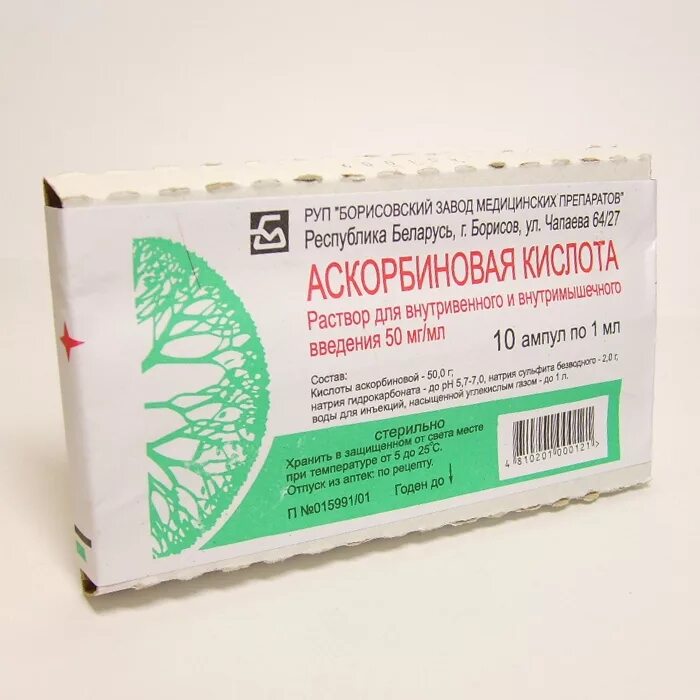 РУП "БОРИСОВСКИЙ ЗАВОД МЕДИЦИНСКИХ ПРЕПАРАТОВ"
Республика Беларусь, г. Борисов, ул. Чапаева 64/27
АСКОРБИНОВАЯ КИСЛОТА
Раствор для внутривенного и внутримышечного
введения 50 мг/мл
10 ампул по 1 мл
Состав:
Кислоты аскорбиновой - 50,0 г;
натрия гидрокарбоната - до pH 5,7-7,0, натрия сульфита безводного - 2,0 г,
воды для инъекций, насыщенной углекислым газом - до 1 л.
стерильно
Хранить в защищенном от света месте
при температуре от 5 до 25°С.
Отпуск из аптек: по рецепту.
П №015991/01
Годен до ↓
4 810201 000121